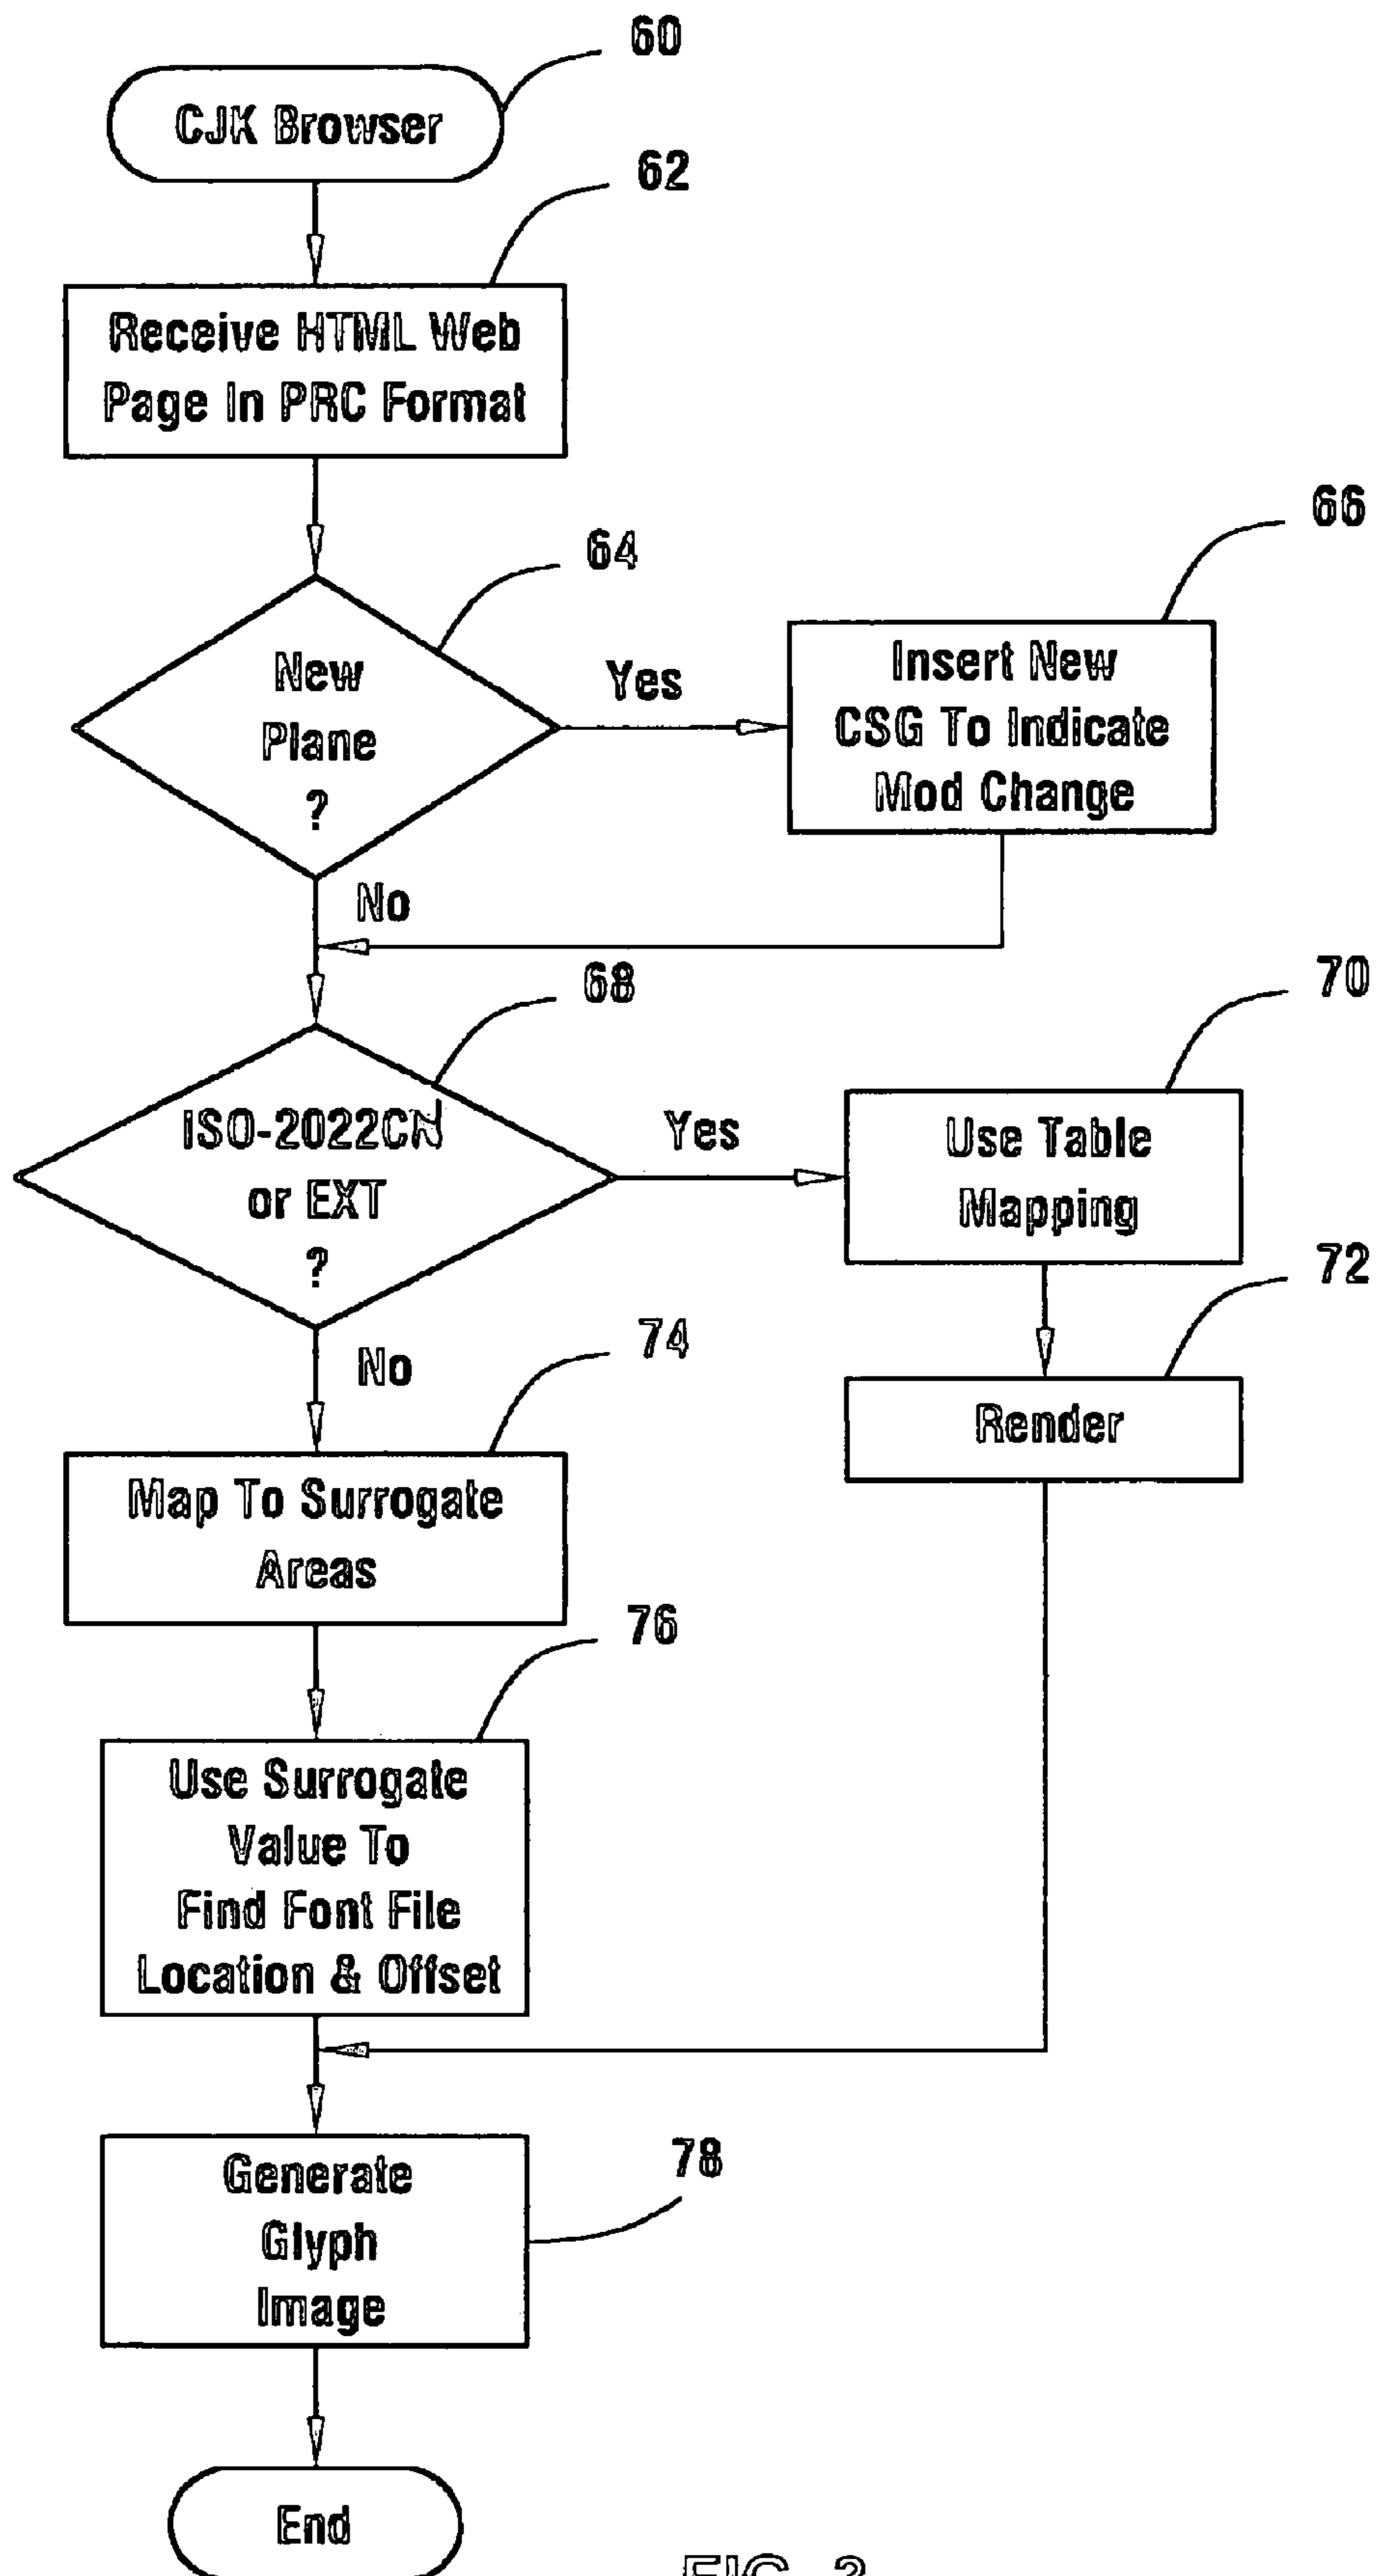 60
CJK Browser
62
Receive HTML Web
Page In PRC Format
64
New
Plane
?
Yes
66
Insert New
CSG To Indicate
Mod Change
No
68
ISO-2022CN
or EXT
?
Yes
70
Use Table
Mapping
72
Render
No
74
Map To Surrogate
Areas
76
Use Surrogate
Value To
Find Font File
Location & Offset
78
Generate
Glyph
Image
End
FIG.